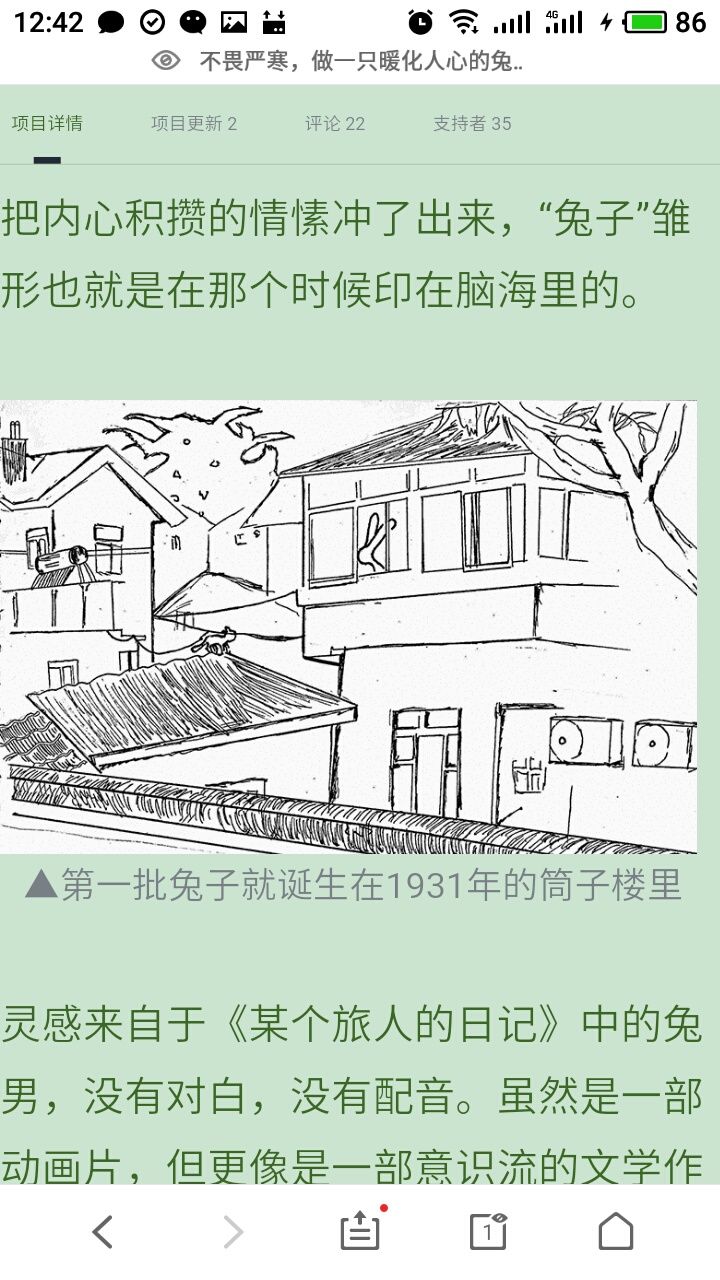 12:42
4G
86
不畏严寒，做一只暖化人心的兔..
项目详情
项目更新 2
评论 22
支持者 35
把内心积攒的情愫冲了出来，“兔子”雏
形也就是在那个时候印在脑海里的。
▲第一批兔子就诞生在1931年的筒子楼里
灵感来自于《某个旅人的日记》中的兔
男，没有对白，没有配音。虽然是一部
动画片，但更像是一部意识流的文学作
1